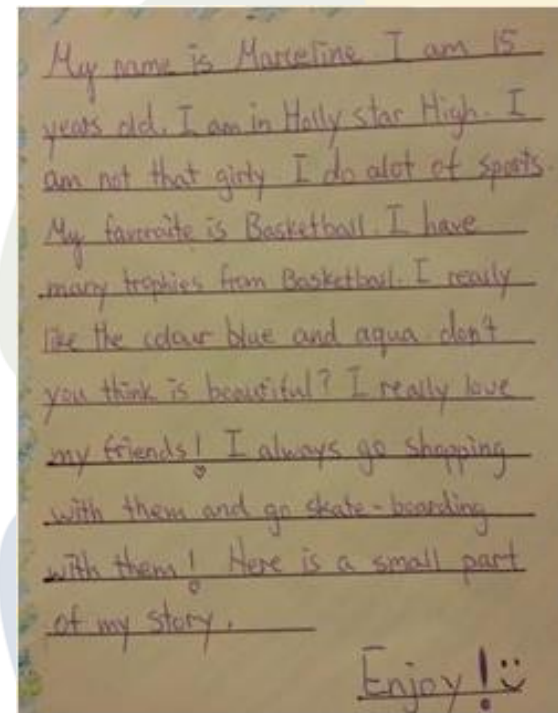 My name is Marceline. I am 15
years old. I am in Holly star High. I
am not that girly I do alot of sports.
My favoraite is Basketball. I have
many trophies from Basketball. I really
like the colour blue and aqua don't
you think is beautiful? I really love
my friends! I always go shopping
with them and go skate-boarding
with them! Here is a small part
of my story.
Enjoy!